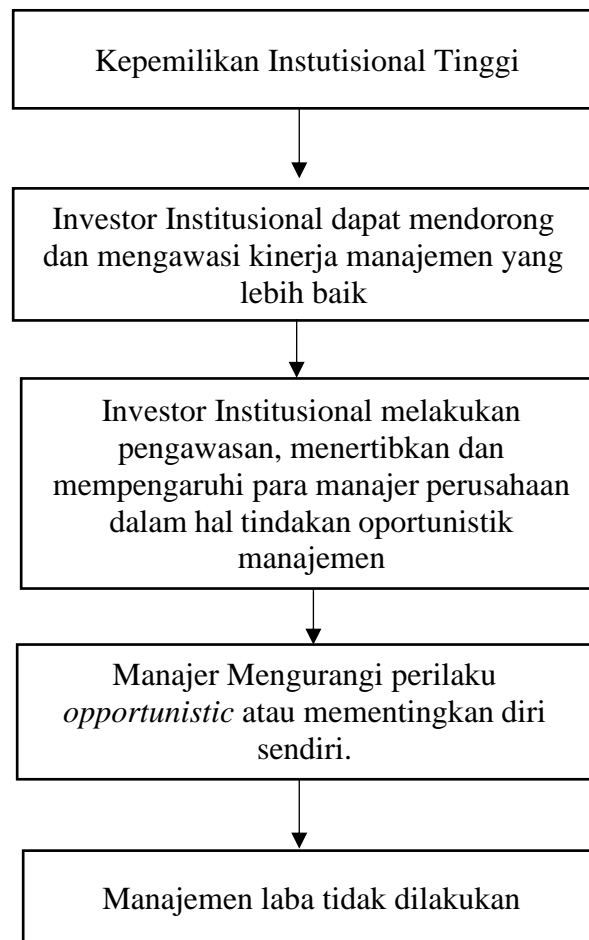 Kepemilikan Instutisional Tinggi
Investor Institusional dapat mendorong
dan mengawasi kinerja manajemen yang
lebih baik
Investor Institusional melakukan
pengawasan, menertibkan dan
mempengaruhi para manajer perusahaan
dalam hal tindakan oportunistik
manajemen
Manajer Mengurangi perilaku
opportunistic atau mementingkan diri
sendiri.
Manajemen laba tidak dilakukan